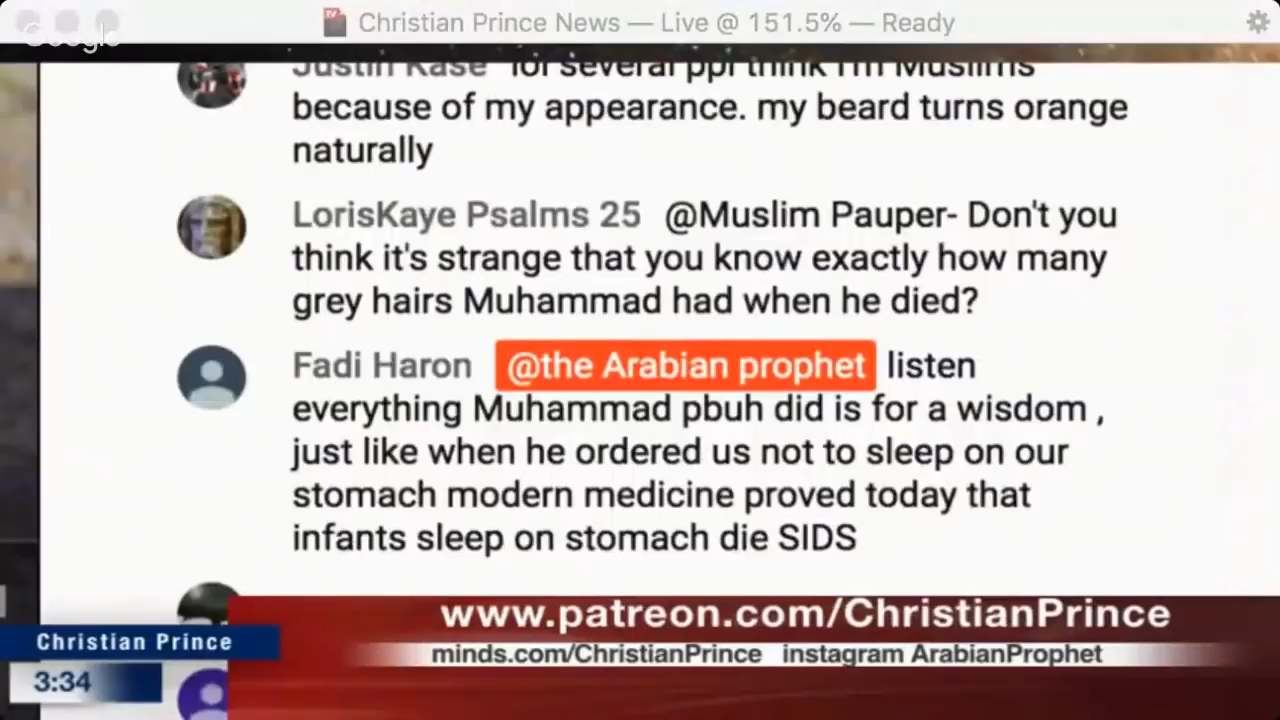 Christian Prince News — Live @ 151.5% — Ready
Google
Justin Kase lol several ppl think I'm Muslims
because of my appearance. my beard turns orange
naturally
LorisKaye Psalms 25 @Muslim Pauper- Don't you
think it's strange that you know exactly how many
grey hairs Muhammad had when he died?
Fadi Haron @the Arabian prophet listen
everything Muhammad pbuh did is for a wisdom ,
just like when he ordered us not to sleep on our
stomach modern medicine proved today that
infants sleep on stomach die SIDS
www.patreon.com/ChristianPrince
Christian Prince
minds.com/ChristianPrince instagram ArabianProphet
3:34